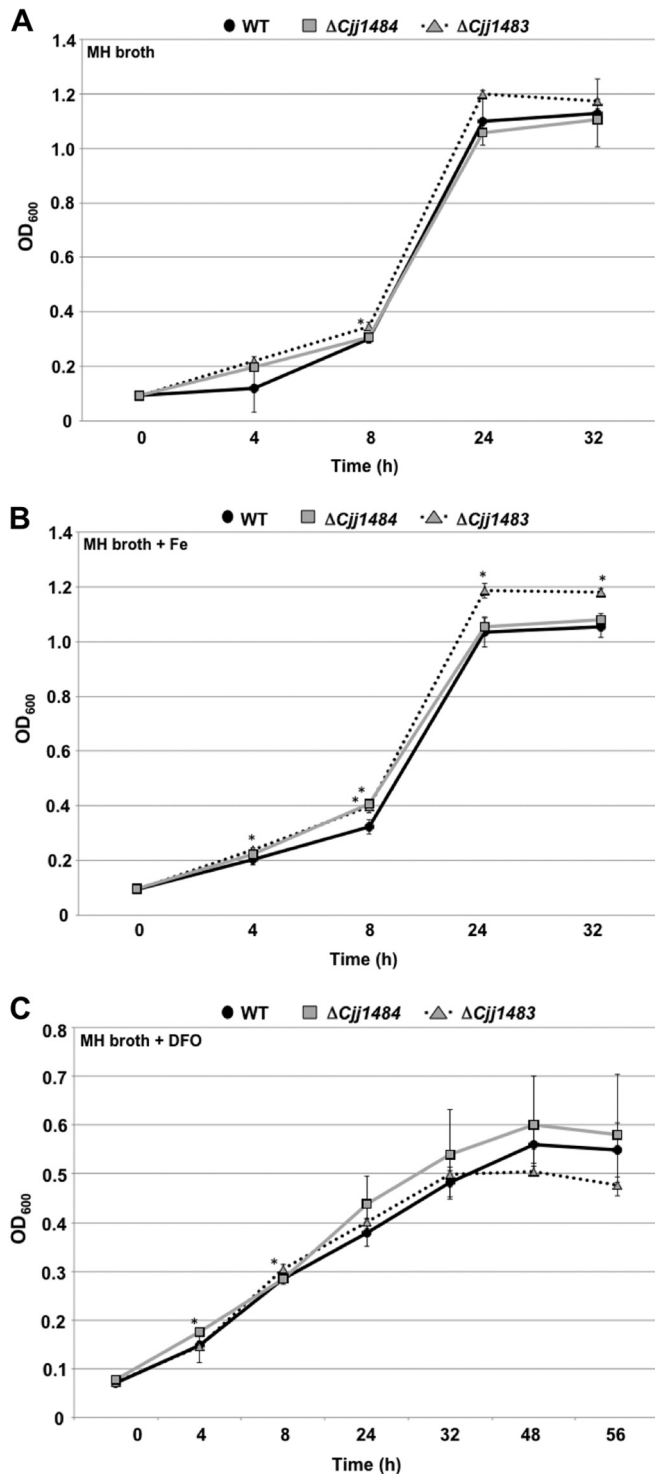 A
WT ΔCjj1484 ΔCjj1483
MH broth
1.4
1.2
1.0
0.8
0.6
0.4
0.2
0
OD600
*
0 4 8 24 32
Time (h)
B
WT ΔCjj1484 ΔCjj1483
MH broth + Fe
1.4
1.2
1.0
0.8
0.6
0.4
0.2
0
OD600
* * * * *
0 4 8 24 32
Time (h)
C
WT ΔCjj1484 ΔCjj1483
MH broth + DFO
0.8
0.7
0.6
0.5
0.4
0.3
0.2
0.1
0
OD600
* *
0 4 8 24 32 48 56
Time (h)